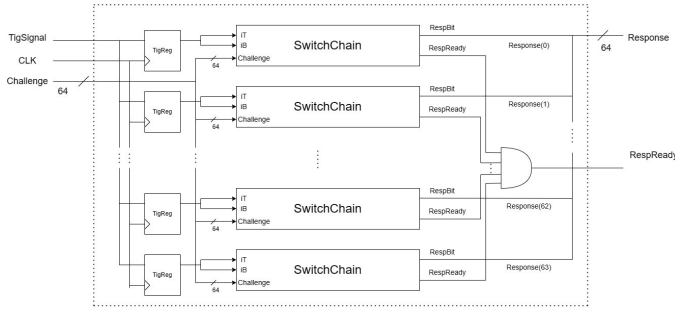 TigSignal
CLK
Challenge
64
TigReg
iT
iB
Challenge
64
SwitchChain
RespBit
RespReady
Response(0)
64
Response
TigReg
iT
iB
Challenge
64
SwitchChain
RespBit
RespReady
Response(1)
RespReady
TigReg
iT
iB
Challenge
64
SwitchChain
RespBit
RespReady
Response(62)
TigReg
iT
iB
Challenge
64
SwitchChain
RespBit
RespReady
Response(63)